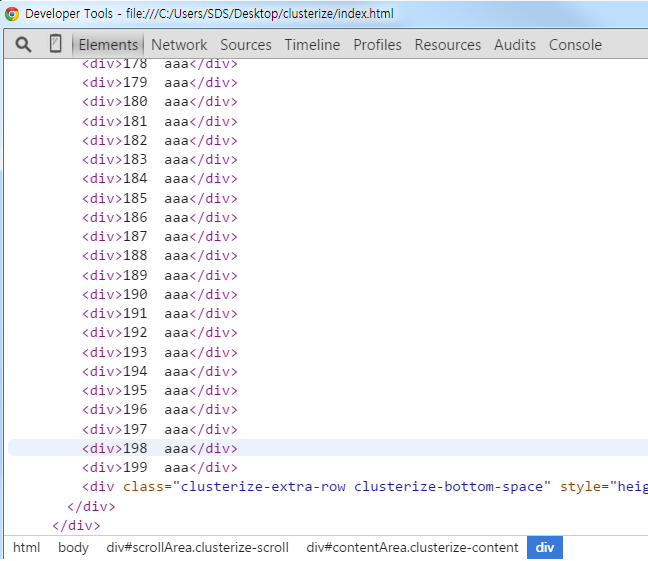 Developer Tools - file:///C:/Users/SDS/Desktop/clusterize/index.html
Elements Network Sources Timeline Profiles Resources Audits Console
<div>178  aaa</div>
<div>179  aaa</div>
<div>180  aaa</div>
<div>181  aaa</div>
<div>182  aaa</div>
<div>183  aaa</div>
<div>184  aaa</div>
<div>185  aaa</div>
<div>186  aaa</div>
<div>187  aaa</div>
<div>188  aaa</div>
<div>189  aaa</div>
<div>190  aaa</div>
<div>191  aaa</div>
<div>192  aaa</div>
<div>193  aaa</div>
<div>194  aaa</div>
<div>195  aaa</div>
<div>196  aaa</div>
<div>197  aaa</div>
<div>198  aaa</div>
<div>199  aaa</div>
<div class="clusterize-extra-row clusterize-bottom-space" style="heig
</div>
</div>
html body div#scrollArea.clusterize-scroll div#contentArea.clusterize-content div